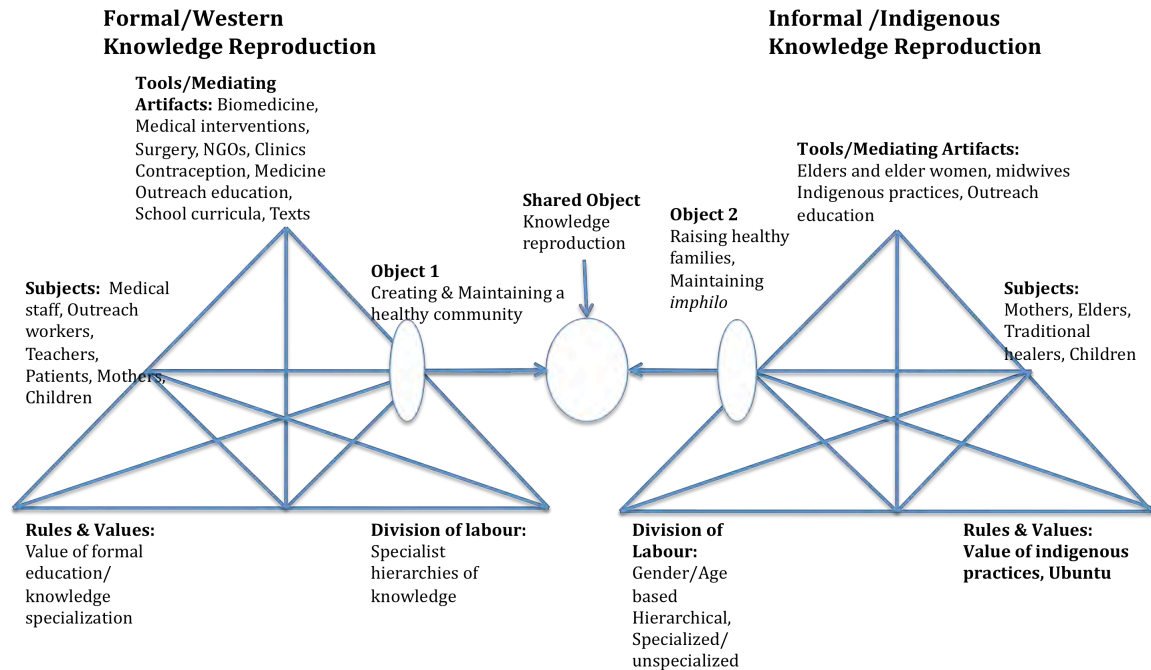 Formal/Western
Knowledge Reproduction
Informal /Indigenous
Knowledge Reproduction
Tools/Mediating
Artifacts: Biomedicine,
Medical interventions,
Surgery, NGOs, Clinics
Contraception, Medicine
Outreach education,
School curricula, Texts
Tools/Mediating Artifacts:
Elders and elder women, midwives
Indigenous practices, Outreach
education
Shared Object
Knowledge
reproduction
Object 2
Raising healthy
families,
Maintaining
imphilo
Object 1
Creating & Maintaining a
healthy community
Subjects: Medical
staff, Outreach
workers,
Teachers,
Patients, Mothers,
Children
Subjects:
Mothers, Elders,
Traditional
healers, Children
Rules & Values:
Value of formal
education/
knowledge
specialization
Division of labour:
Specialist
hierarchies of
knowledge
Division of
Labour:
Gender/Age
based
Hierarchical,
Specialized/
unspecialized
Rules & Values:
Value of indigenous
practices, Ubuntu